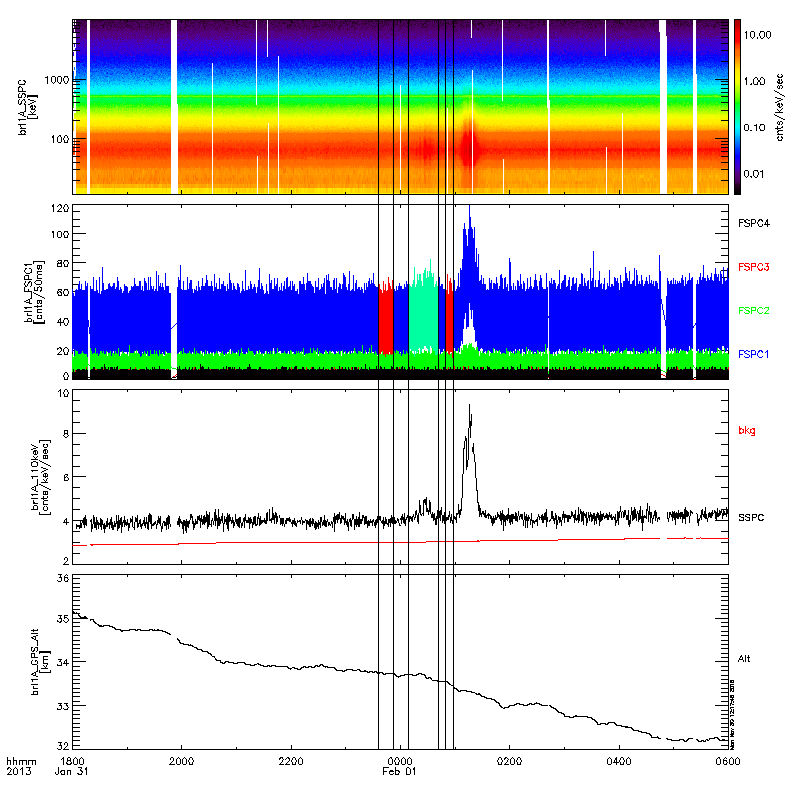 brl1A_SSPC
[keV]
1000
100
10.00
1.00
0.10
0.01
cnts/keV/sec
brl1A_FSPC1
[cnts/50ms]
120
100
80
60
40
20
0
FSPC4
FSPC3
FSPC2
FSPC1
brl1A_110keV
[cnts/keV/sec]
10
8
6
4
2
bkg
SSPC
brl1A_GPS_Alt
[km]
36
35
34
33
32
Alt
hhmm 1800 2000 2200 0000 0200 0400 0600
2013 Jan 31 Feb 01